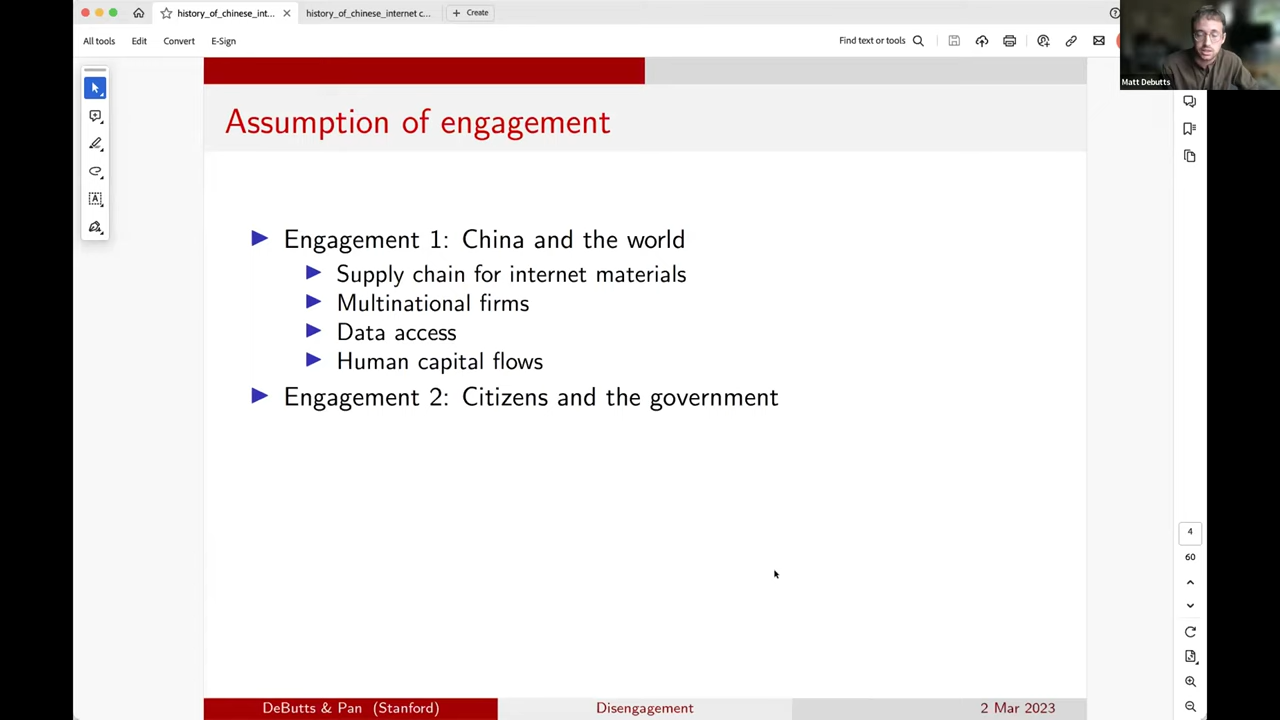 history_of_chinese_int...
history_of_chinese_internet c...
Create
All tools
Edit
Convert
E-Sign
Find text or tools
Matt Debutts
Assumption of engagement
Engagement 1: China and the world
Supply chain for internet materials
Multinational firms
Data access
Human capital flows
Engagement 2: Citizens and the government
4
60
DeButts & Pan (Stanford)
Disengagement
2 Mar 2023